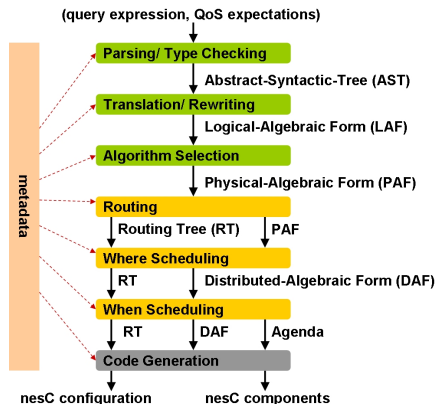 (query expression, QoS expectations)
Parsing/ Type Checking
Abstract-Syntactic-Tree (AST)
Translation/ Rewriting
Logical-Algebraic Form (LAF)
Algorithm Selection
Physical-Algebraic Form (PAF)
metadata
Routing
Routing Tree (RT) PAF
Where Scheduling
RT Distributed-Algebraic Form (DAF)
When Scheduling
RT DAF Agenda
Code Generation
nesC configuration nesC components